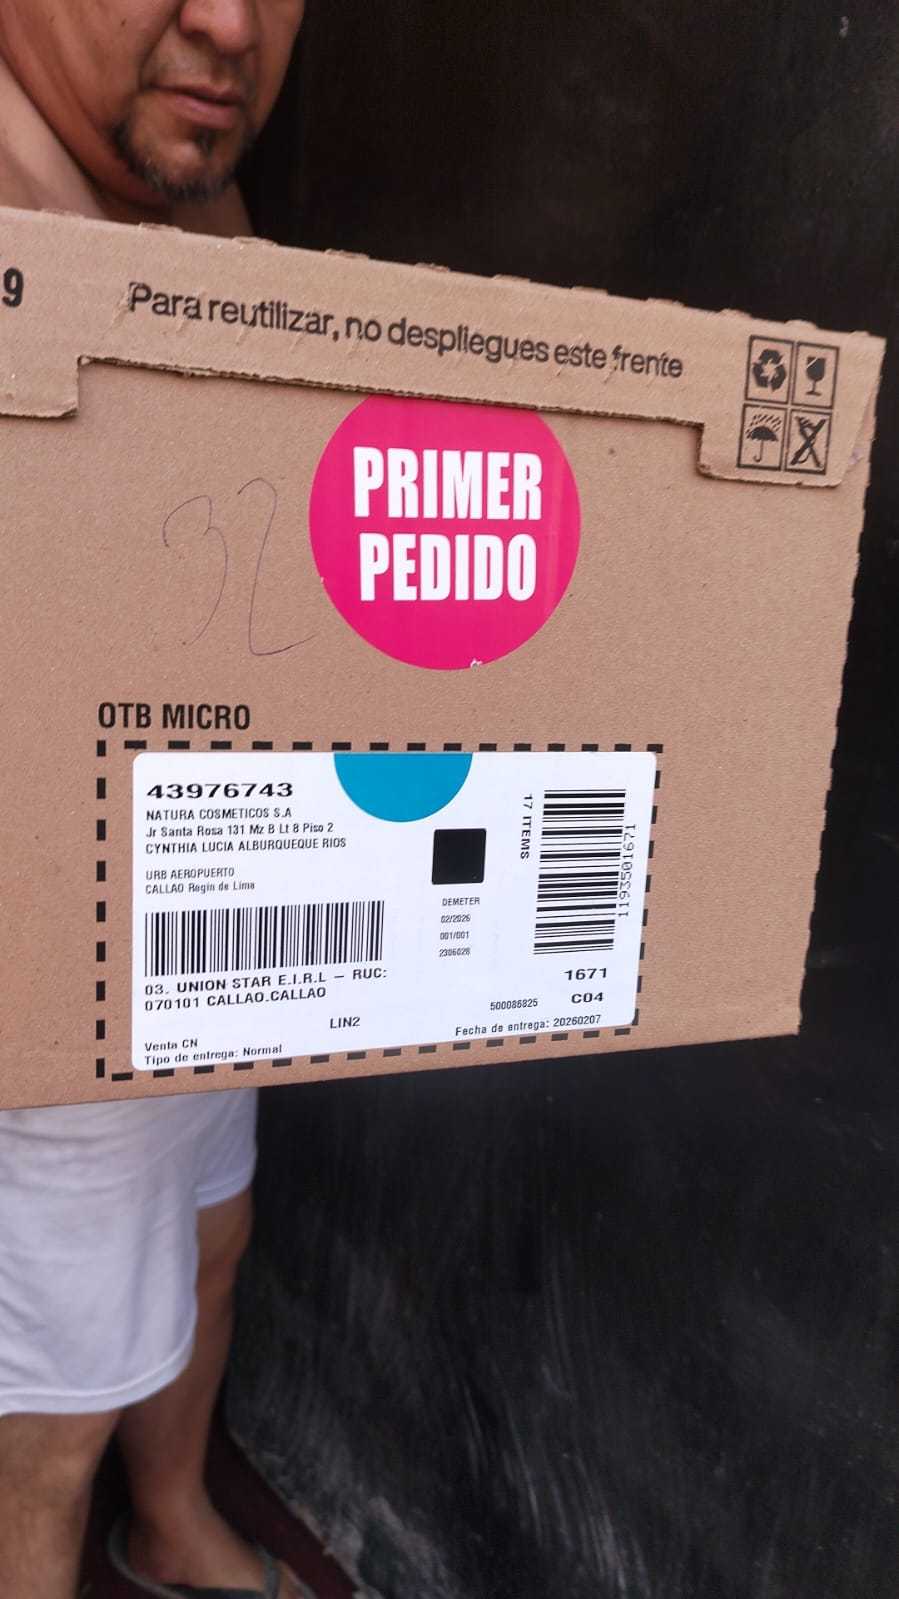 9
Para reutilizar, no despliegues este frente
PRIMER
PEDIDO
32
OTB MICRO
43976743
NATURA COSMETICOS S.A
Jr Santa Rosa 131 Mz B Lt 8 Piso 2
CYNTHIA LUCIA ALBURQUEQUE RIOS
URB AEROPUERTO
CALLAO Regin de Lima
17 ITEMS
1193501671
DEMETER
02/2026
001/001
2306028
03. UNION STAR E.I.R.L – RUC:
070101 CALLAO.CALLAO
1671
500086825
C04
LIN2
Fecha de entrega: 20260207
Venta CN
Tipo de entrega: Normal